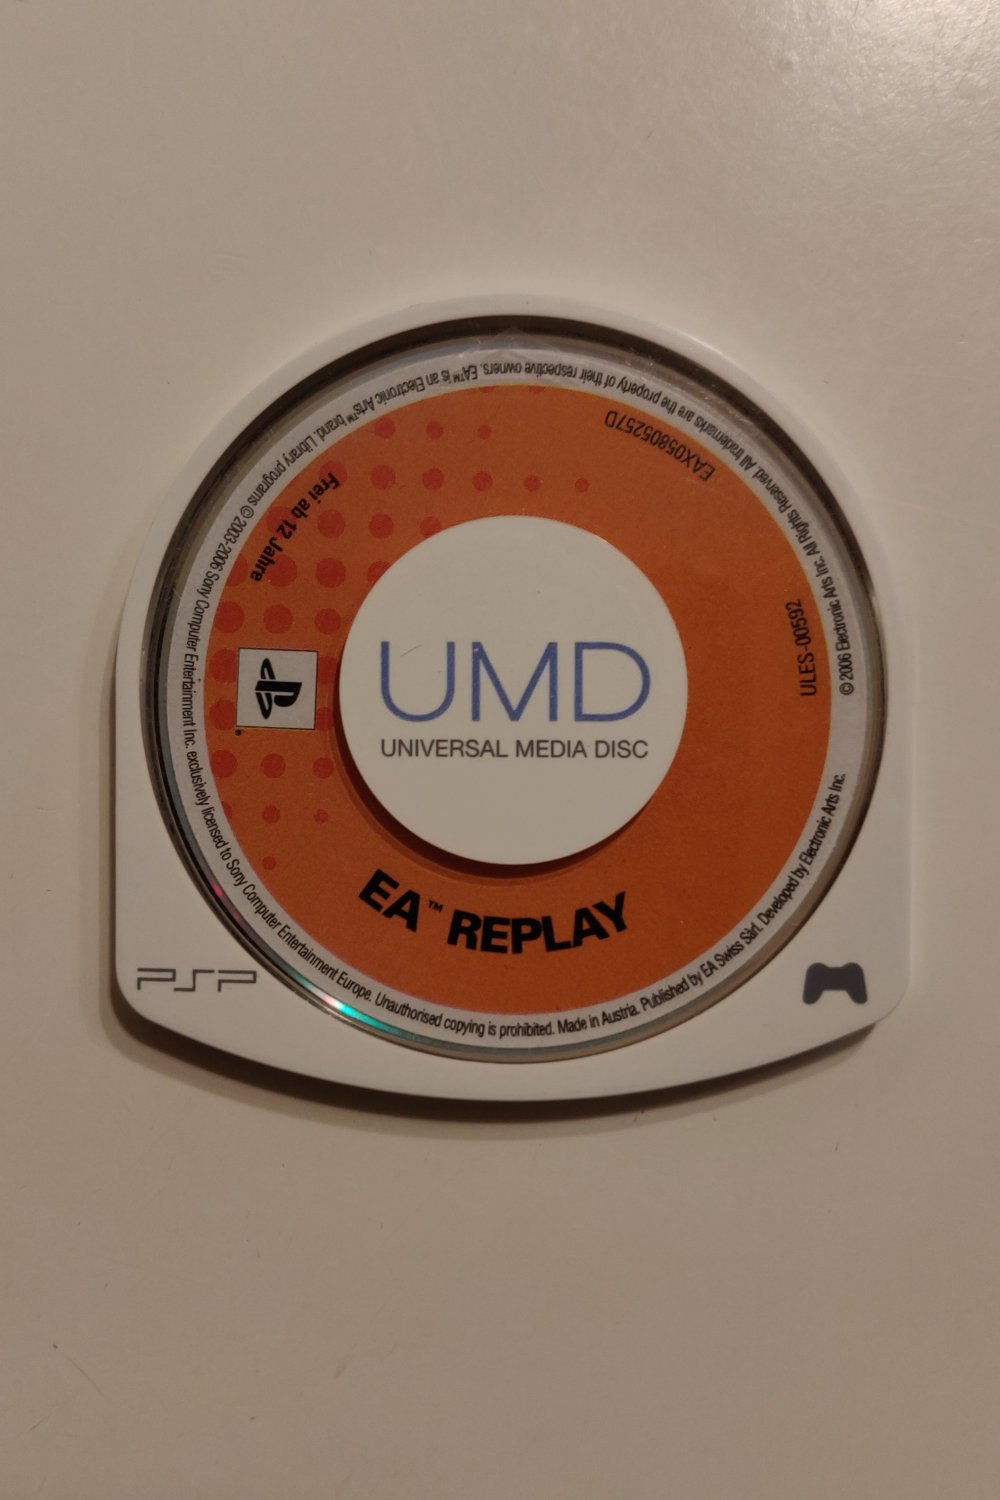 UMD
UNIVERSAL MEDIA DISC
EA™ REPLAY
Frei ab 12 Jahre
EAX05805257D
ULES-00592
© 2006 Electronic Arts Inc. All Rights Reserved. All trademarks are the property of their respective owners. EA™ is an Electronic Arts™ brand. Library programs © 2003-2006 Sony Computer Entertainment Inc. exclusively licensed to Sony Computer Entertainment Europe. Unauthorised copying is prohibited. Made in Austria. Published by EA Swiss Sàrl. Developed by Electronic Arts Inc.
PSP